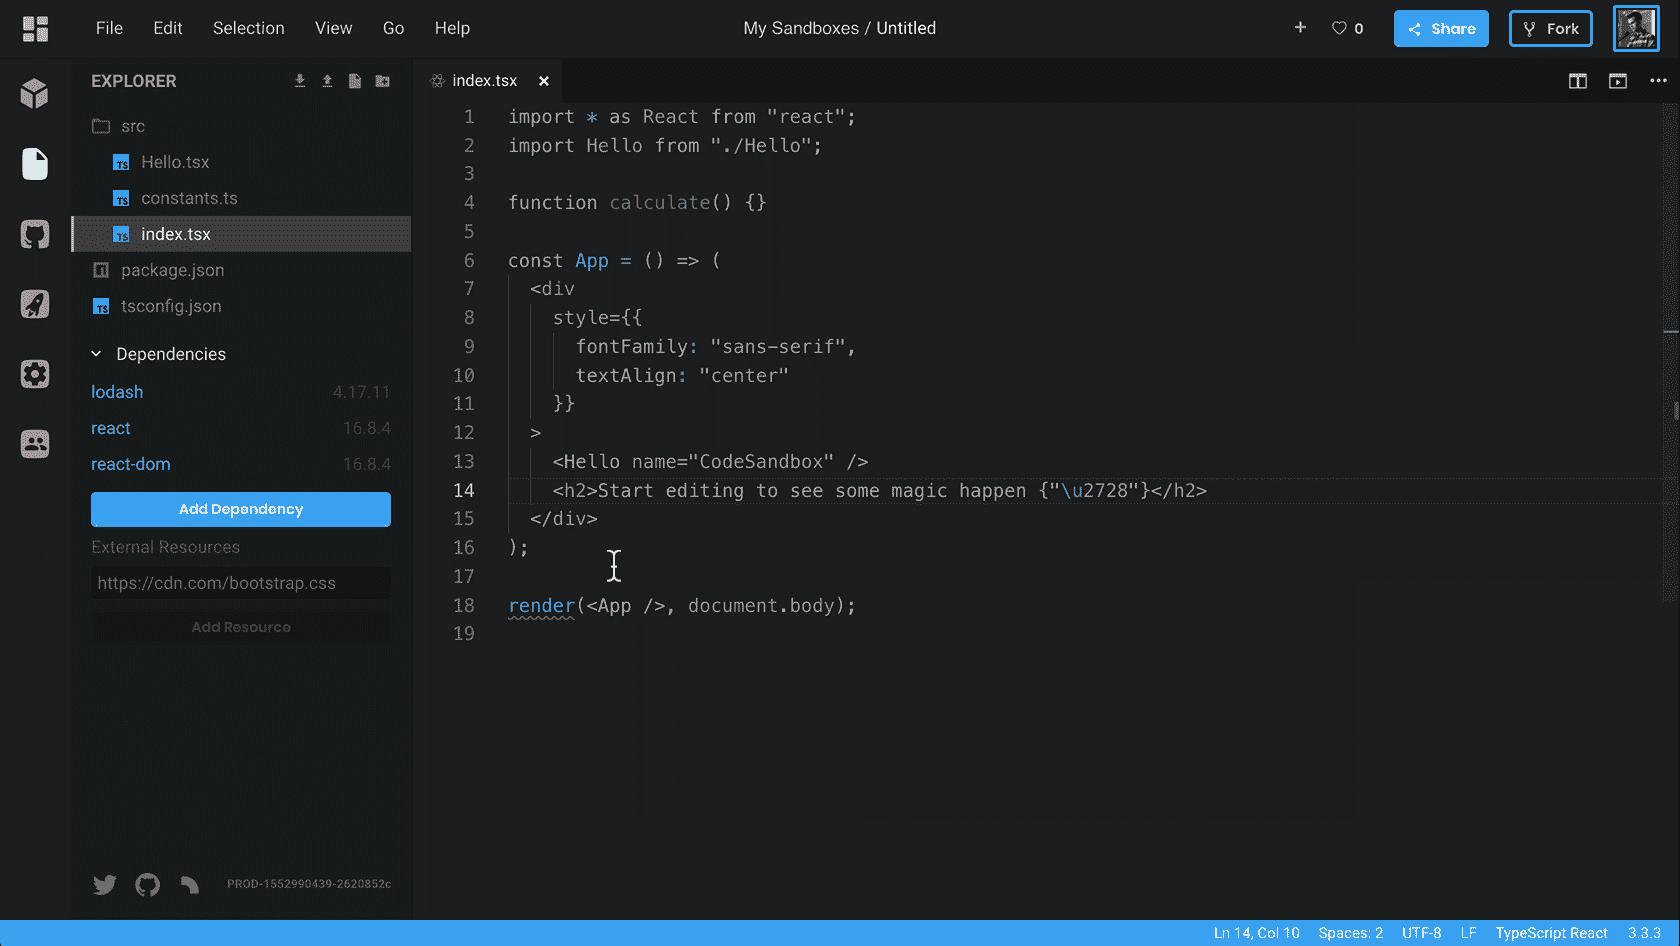 File Edit Selection View Go Help My Sandboxes / Untitled + 0 Share Fork
EXPLORER
src
TS Hello.tsx
TS constants.ts
TS index.tsx
package.json
TS tsconfig.json
Dependencies
lodash 4.17.11
react 16.8.4
react-dom 16.8.4
Add Dependency
External Resources
https://cdn.com/bootstrap.css
Add Resource
PROD-1552990439-2620852c
index.tsx ×
1 import * as React from "react";
2 import Hello from "./Hello";
3
4 function calculate() {}
5
6 const App = () => (
7 <div
8 style={{
9 fontFamily: "sans-serif",
10 textAlign: "center"
11 }}
12 >
13 <Hello name="CodeSandbox" />
14 <h2>Start editing to see some magic happen {"\u2728"}</h2>
15 </div>
16 );
17
18 render(<App />, document.body);
19
Ln 14, Col 10 Spaces: 2 UTF-8 LF TypeScript React 3.3.3